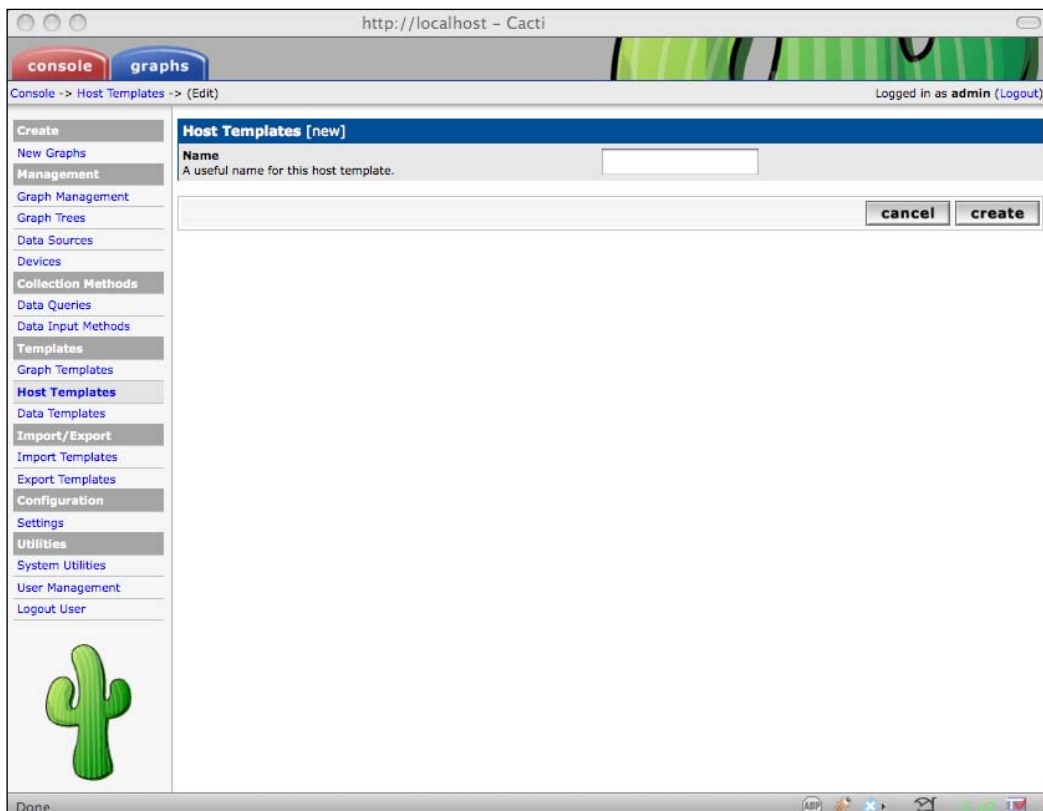 http://localhost – Cacti
console graphs
Console -> Host Templates -> (Edit) Logged in as admin (Logout)
Create
New Graphs
Management
Graph Management
Graph Trees
Data Sources
Devices
Collection Methods
Data Queries
Data Input Methods
Templates
Graph Templates
Host Templates
Data Templates
Import/Export
Import Templates
Export Templates
Configuration
Settings
Utilities
System Utilities
User Management
Logout User
Host Templates [new]
Name
A useful name for this host template.
cancel create
Done ABP